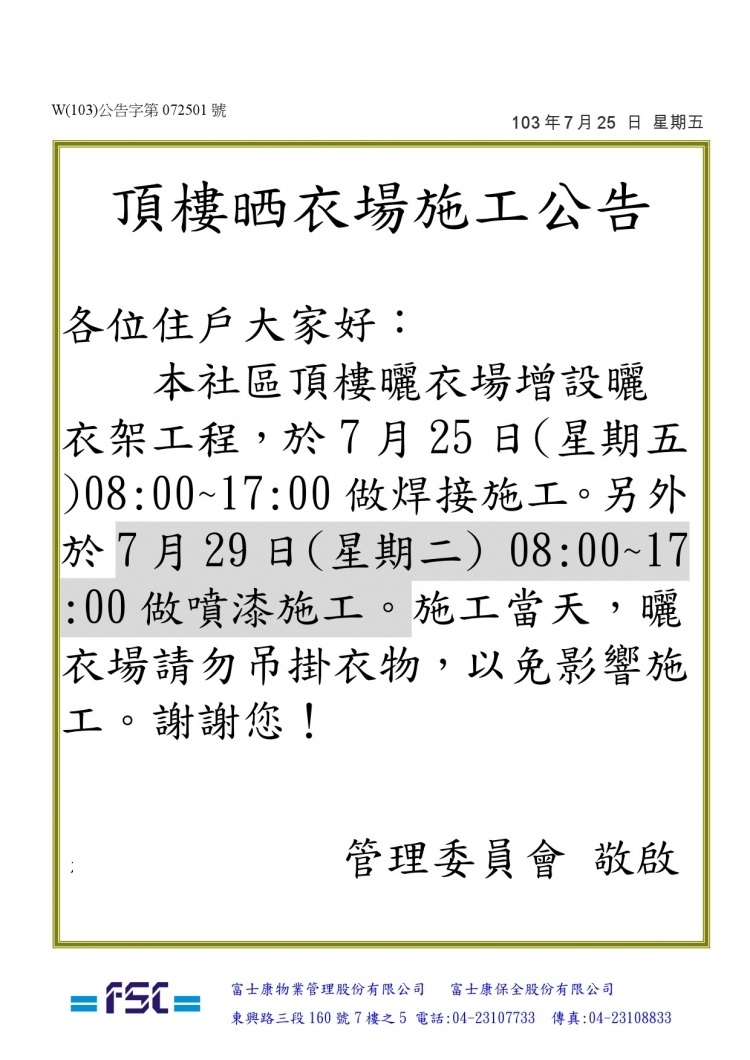 W(103)公告字第 072501 號
103 年 7 月 25 日 星期五
頂樓晒衣場施工公告
各位住戶大家好：
本社區頂樓曬衣場增設曬
衣架工程，於 7 月 25 日(星期五
)08:00~17:00 做焊接施工。另外
於 7 月 29 日(星期二) 08:00~17
:00 做噴漆施工。施工當天，曬
衣場請勿吊掛衣物，以免影響施
工。謝謝您！
管理委員會 敬啟
FSC
富士康物業管理股份有限公司 富士康保全股份有限公司
東興路三段 160 號 7 樓之 5 電話:04-23107733 傳真:04-23108833